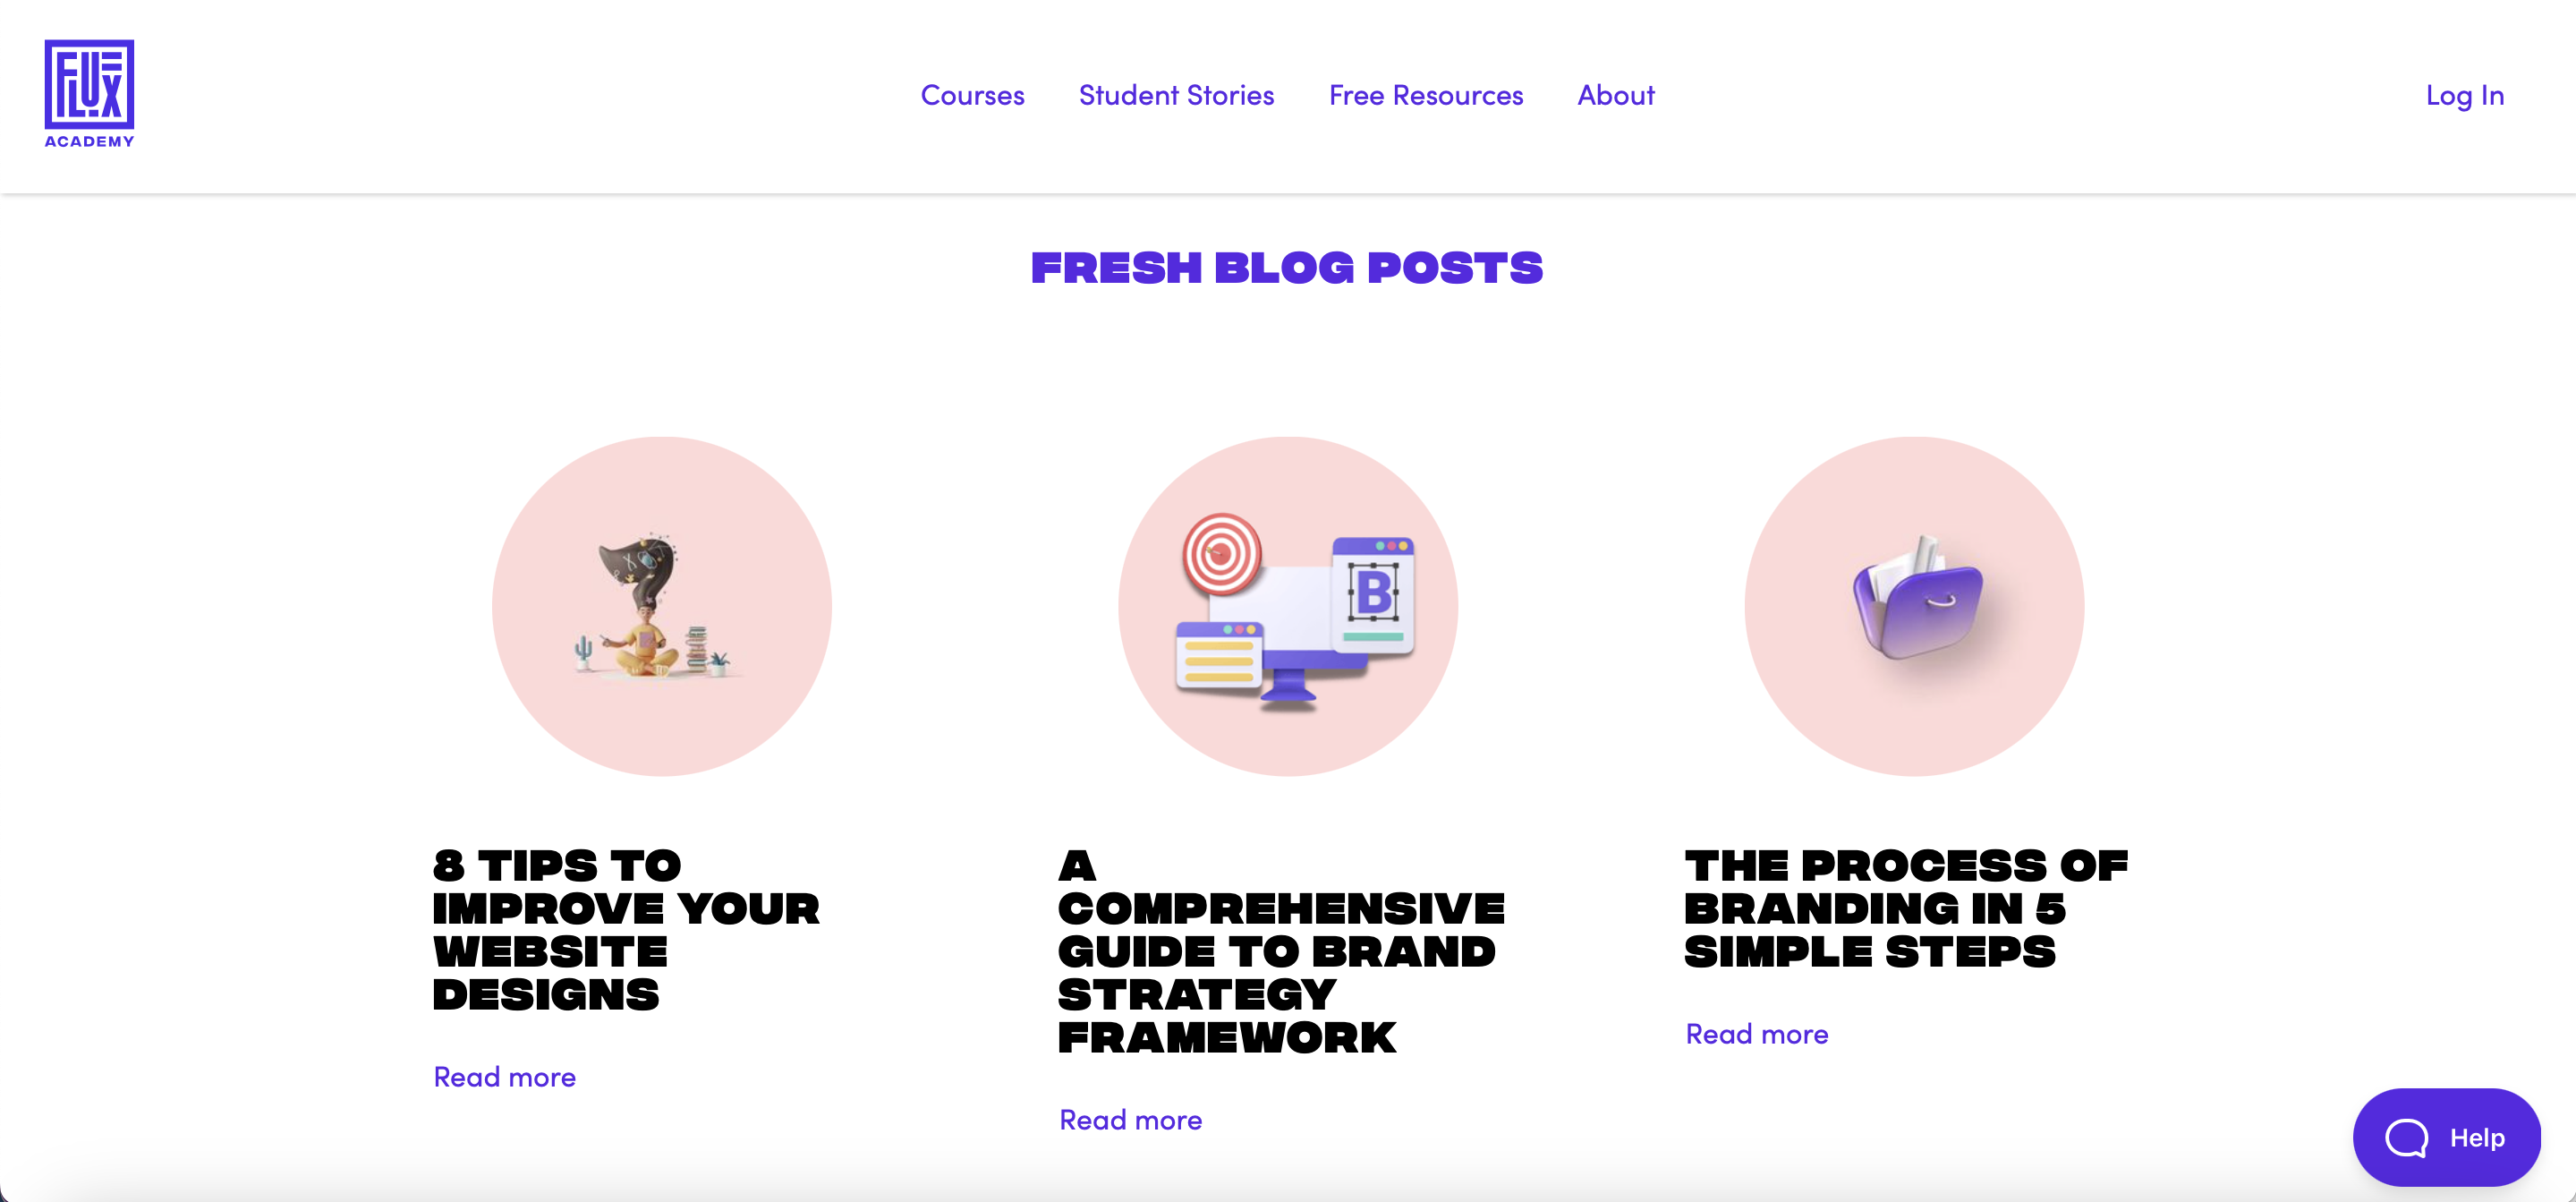 FLUX
ACADEMY
Courses
Student Stories
Free Resources
About
Log In
FRESH BLOG POSTS
B
8 TIPS TO
IMPROVE YOUR
WEBSITE
DESIGNS
Read more
A
COMPREHENSIVE
GUIDE TO BRAND
STRATEGY
FRAMEWORK
Read more
THE PROCESS OF
BRANDING IN 5
SIMPLE STEPS
Read more
Help